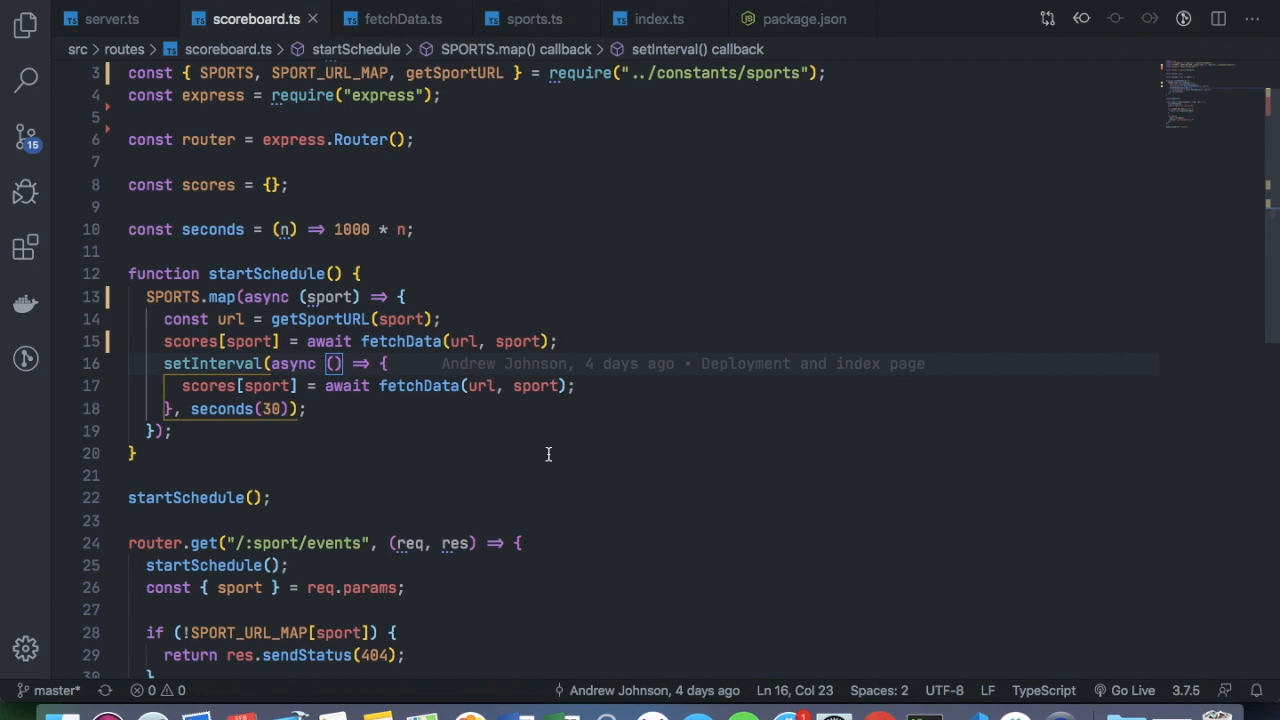 server.ts scoreboard.ts fetchData.ts sports.ts index.ts package.json
src > routes > scoreboard.ts > startSchedule > SPORTS.map() callback > setInterval() callback
3 const { SPORTS, SPORT_URL_MAP, getSportURL } = require("../constants/sports");
4 const express = require("express");
5
6 const router = express.Router();
7
8 const scores = {};
9
10 const seconds = (n) => 1000 * n;
11
12 function startSchedule() {
13 SPORTS.map(async (sport) => {
14 const url = getSportURL(sport);
15 scores[sport] = await fetchData(url, sport);
16 setInterval(async () => { Andrew Johnson, 4 days ago • Deployment and index page
17 scores[sport] = await fetchData(url, sport);
18 }, seconds(30));
19 });
20 }
21
22 startSchedule();
23
24 router.get("/:sport/events", (req, res) => {
25 startSchedule();
26 const { sport } = req.params;
27
28 if (!SPORT_URL_MAP[sport]) {
29 return res.sendStatus(404);
30 }
15
master* 0 0 Andrew Johnson, 4 days ago Ln 16, Col 23 Spaces: 2 UTF-8 LF TypeScript Go Live 3.7.5